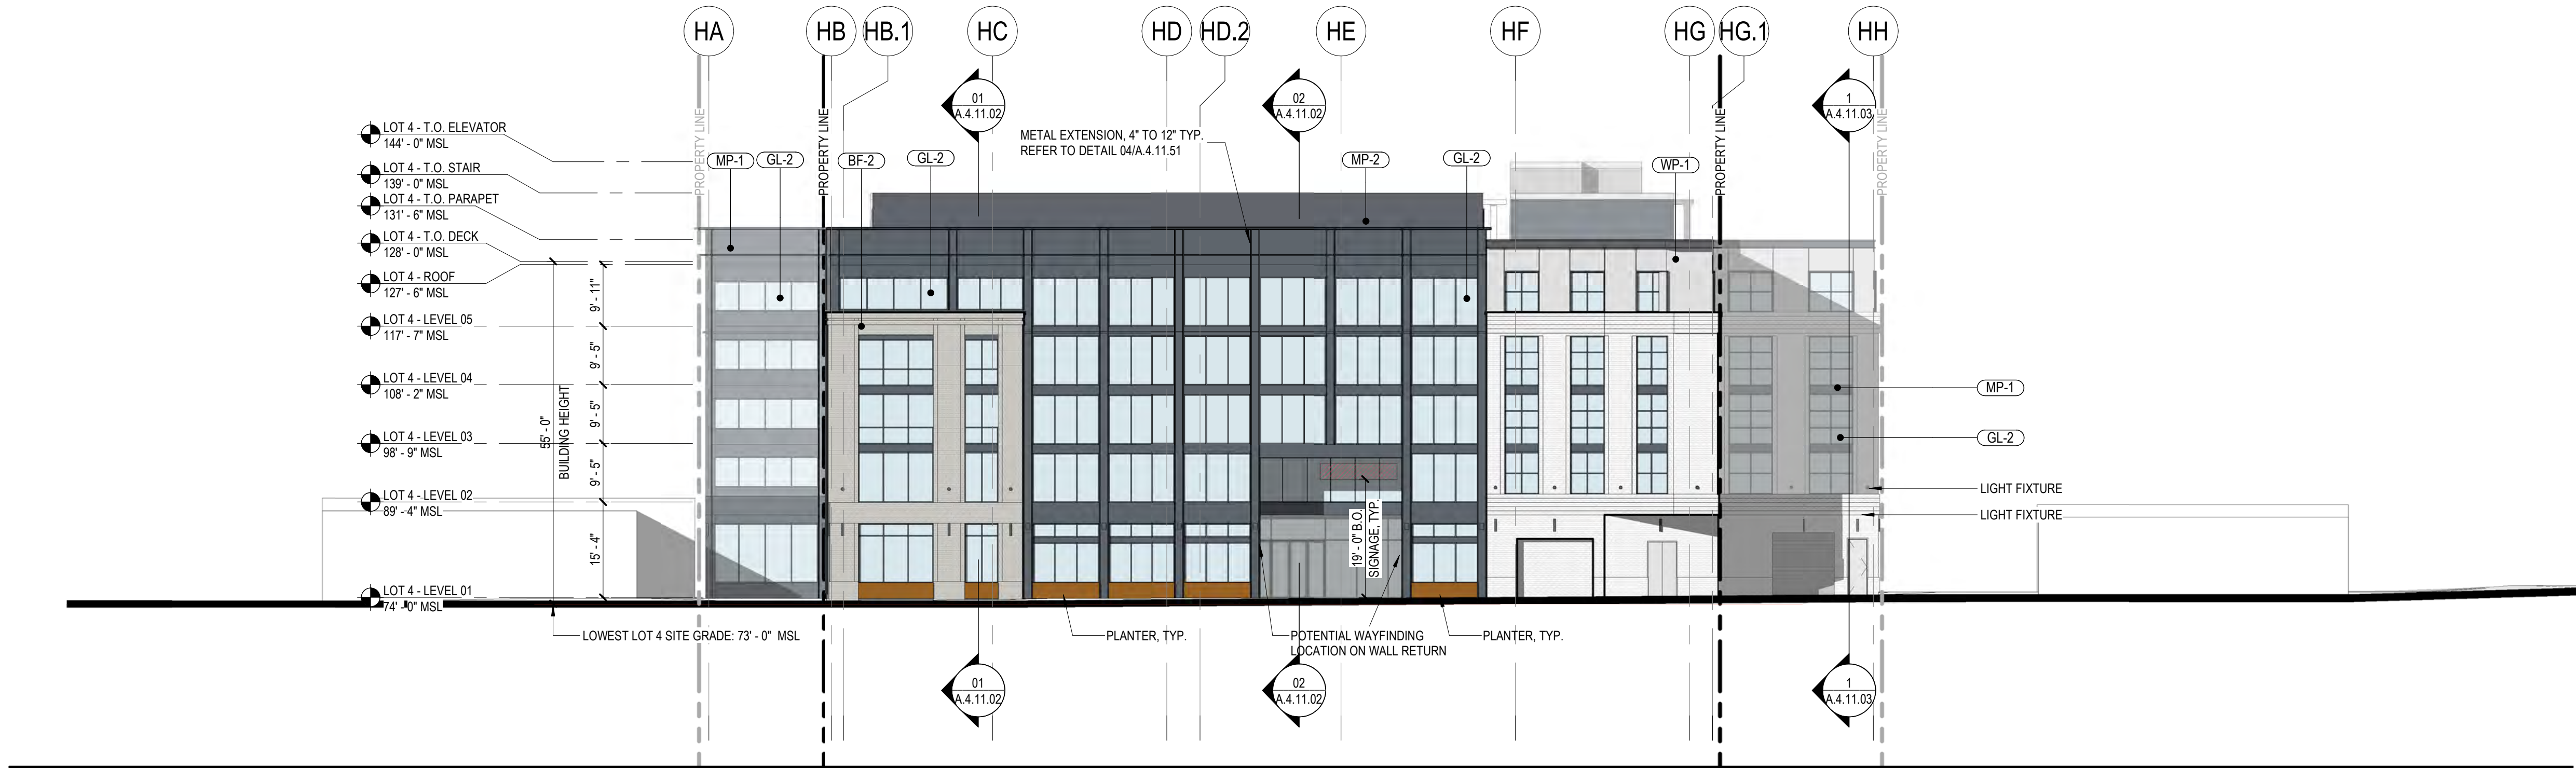 HA
HB
HB.1
HC
HD
HD.2
HE
HF
HG
HG.1
HH
01
A.4.11.02
02
A.4.11.02
1
A.4.11.03
PROPERTY LINE
PROPERTY LINE
PROPERTY LINE
PROPERTY LINE
METAL EXTENSION, 4" TO 12" TYP.
REFER TO DETAIL 04/A.4.11.51
MP-1
GL-2
BF-2
GL-2
MP-2
GL-2
WP-1
LOT 4 - T.O. ELEVATOR
144' - 0" MSL
LOT 4 - T.O. STAIR
139' - 0" MSL
LOT 4 - T.O. PARAPET
131' - 6" MSL
LOT 4 - T.O. DECK
128' - 0" MSL
LOT 4 - ROOF
127' - 6" MSL
LOT 4 - LEVEL 05
117' - 7" MSL
LOT 4 - LEVEL 04
108' - 2" MSL
LOT 4 - LEVEL 03
98' - 9" MSL
LOT 4 - LEVEL 02
89' - 4" MSL
LOT 4 - LEVEL 01
74' - 0" MSL
55' - 0"
BUILDING HEIGHT
9' - 11"
9' - 5"
9' - 5"
9' - 5"
15' - 4"
19' - 0" B.O.
SIGNAGE, TYP.
MP-1
GL-2
LIGHT FIXTURE
LIGHT FIXTURE
LOWEST LOT 4 SITE GRADE: 73' - 0" MSL
PLANTER, TYP.
POTENTIAL WAYFINDING
LOCATION ON WALL RETURN
PLANTER, TYP.
01
A.4.11.02
02
A.4.11.02
1
A.4.11.03